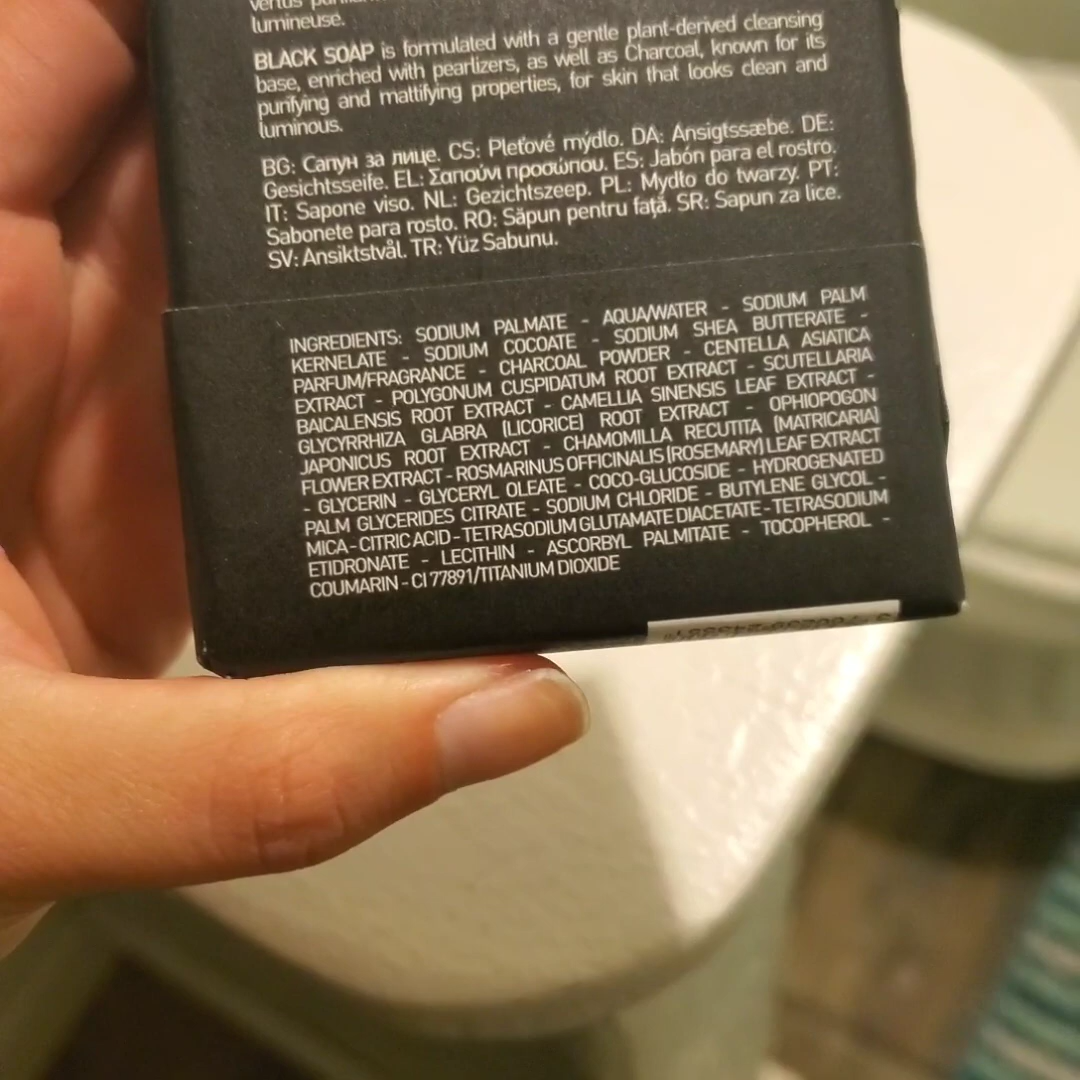 lumineuse.
BLACK SOAP is formulated with a gentle plant-derived cleansing
base, enriched with pearlizers, as well as Charcoal, known for its
purifying and mattifying properties, for skin that looks clean and
luminous.
BG: Сапун за лице. CS: Pleťové mýdlo. DA: Ansigtssæbe. DE:
Gesichtsseife. EL: Σαπούνι προσώπου. ES: Jabón para el rostro.
IT: Sapone viso. NL: Gezichtszeep. PL: Mydło do twarzy. PT:
Sabonete para rosto. RO: Săpun pentru faţă. SR: Sapun za lice.
SV: Ansiktstvål. TR: Yüz Sabunu.
INGREDIENTS: SODIUM PALMATE - AQUA/WATER - SODIUM PALM
KERNELATE - SODIUM COCOATE - SODIUM SHEA BUTTERATE -
PARFUM/FRAGRANCE - CHARCOAL POWDER - CENTELLA ASIATICA
EXTRACT - POLYGONUM CUSPIDATUM ROOT EXTRACT - SCUTELLARIA
BAICALENSIS ROOT EXTRACT - CAMELLIA SINENSIS LEAF EXTRACT -
GLYCYRRHIZA GLABRA (LICORICE) ROOT EXTRACT - OPHIOPOGON
JAPONICUS ROOT EXTRACT - CHAMOMILLA RECUTITA (MATRICARIA)
FLOWER EXTRACT - ROSMARINUS OFFICINALIS (ROSEMARY) LEAF EXTRACT
- GLYCERIN - GLYCERYL OLEATE - COCO-GLUCOSIDE - HYDROGENATED
PALM GLYCERIDES CITRATE - SODIUM CHLORIDE - BUTYLENE GLYCOL -
MICA - CITRIC ACID - TETRASODIUM GLUTAMATE DIACETATE - TETRASODIUM
ETIDRONATE - LECITHIN - ASCORBYL PALMITATE - TOCOPHEROL -
COUMARIN - CI 77891/TITANIUM DIOXIDE